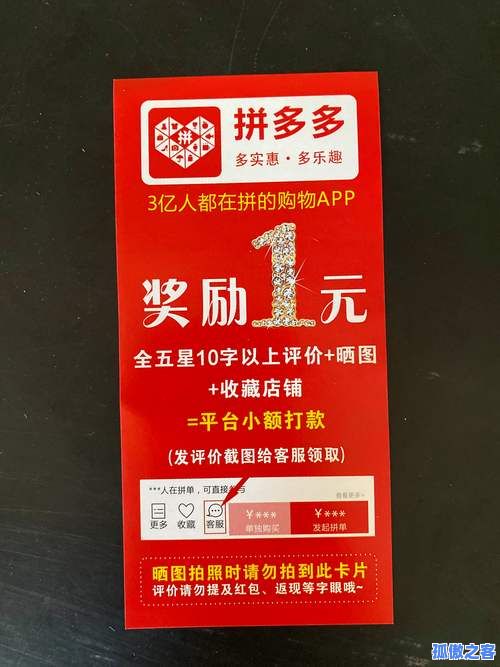 拼
拼多多
多实惠·多乐趣
3亿人都在拼的购物APP
奖励1元
全五星10字以上评价+晒图
+收藏店铺
=平台小额打款
(发评价截图给客服领取)
***人在拼单，可直接参与
查看更多>
更多 收藏 客服
¥***
单独购买
¥***
发起拼单
晒图拍照时请勿拍到此卡片
评价请勿提及红包、返现等字眼哦~
孤傲之客